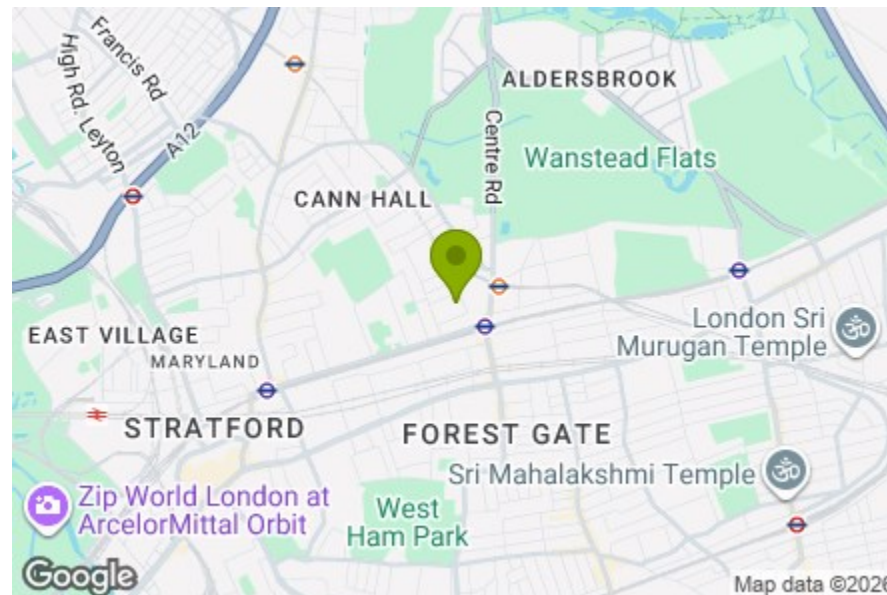 Francis Rd
High Rd. Leyton
A12
ALDERSBROOK
Centre Rd
Wanstead Flats
CANN HALL
EAST VILLAGE
MARYLAND
London Sri
Murugan Temple
STRATFORD
FOREST GATE
Sri Mahalakshmi Temple
Zip World London at
ArcelorMittal Orbit
West
Ham Park
Google
Map data ©2026